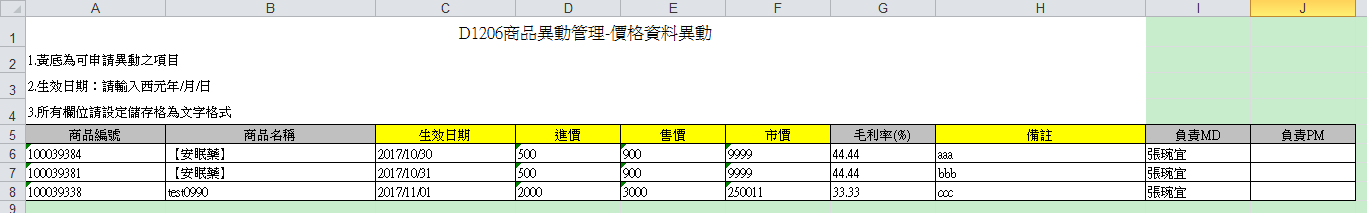 A B C D E F G H I J
1 D1206商品異動管理-價格資料異動
2 1.黃底為可申請異動之項目
3 2.生效日期：請輸入西元年/月/日
4 3.所有欄位請設定儲存格為文字格式
5 商品編號 商品名稱 生效日期 進價 售價 市價 毛利率(%) 備註 負責MD 負責PM
6 100039384 【安眠藥】 2017/10/30 500 900 9999 44.44 aaa 張琬宜
7 100039381 【安眠藥】 2017/10/31 500 900 9999 44.44 bbb 張琬宜
8 100039338 test0990 2017/11/01 2000 3000 250011 33.33 ccc 張琬宜
9